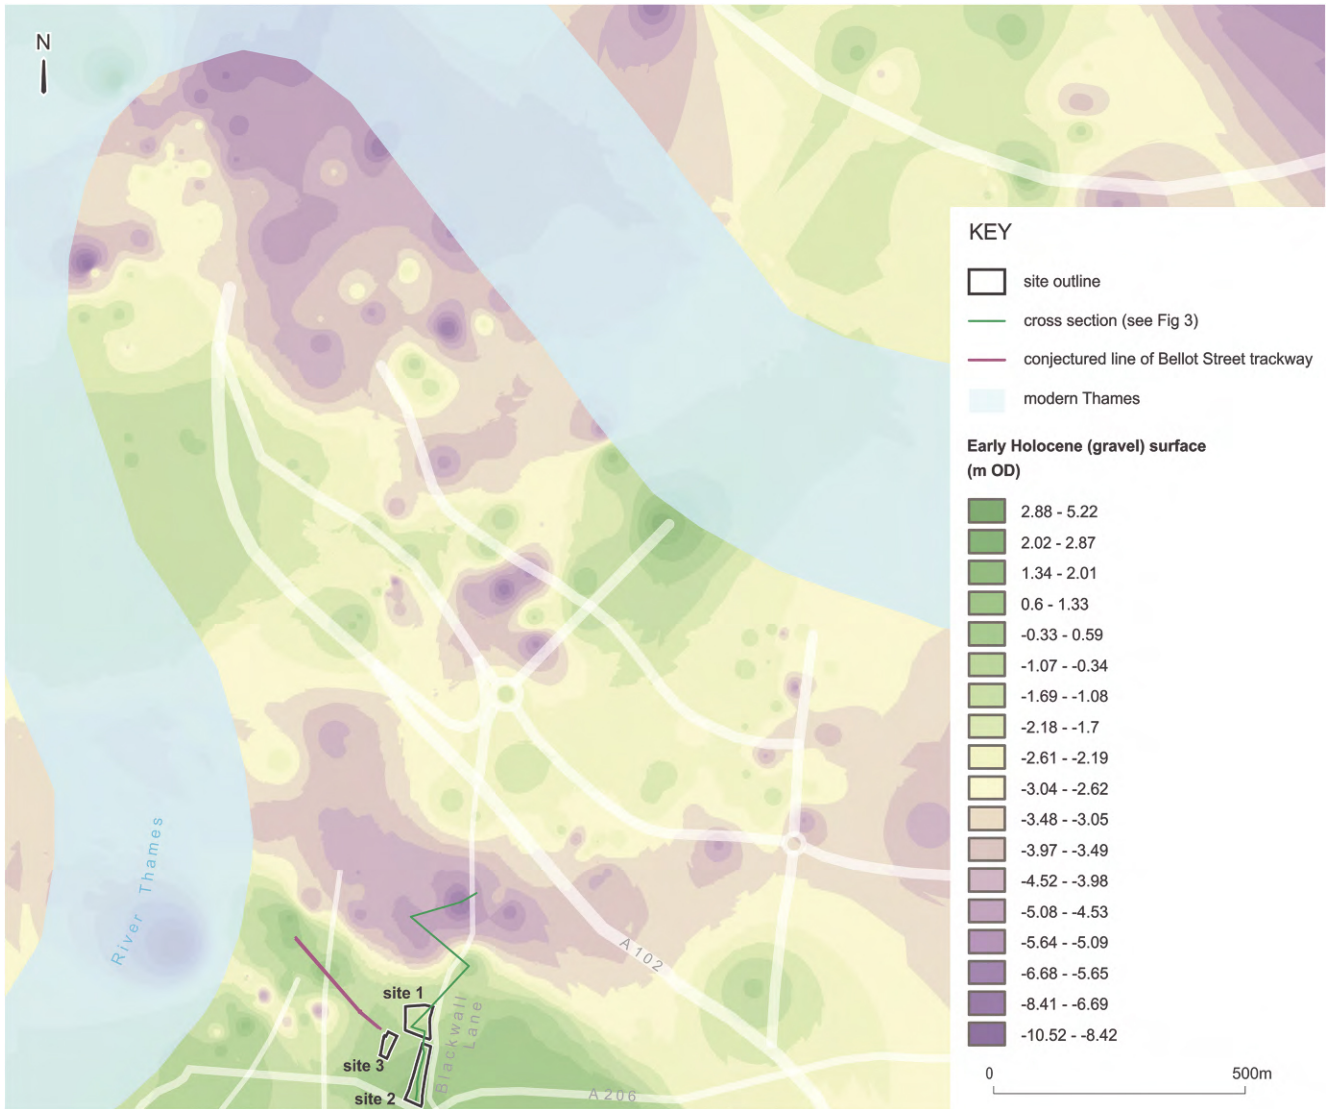 N
KEY
site outline
cross section (see Fig 3)
conjectured line of Bellot Street trackway
modern Thames
Early Holocene (gravel) surface
(m OD)
2.88 - 5.22
2.02 - 2.87
1.34 - 2.01
0.6 - 1.33
-0.33 - 0.59
-1.07 - -0.34
-1.69 - -1.08
-2.18 - -1.7
-2.61 - -2.19
-3.04 - -2.62
-3.48 - -3.05
-3.97 - -3.49
-4.52 - -3.98
-5.08 - -4.53
-5.64 - -5.09
-6.68 - -5.65
-8.41 - -6.69
-10.52 - -8.42
0 500m
River Thames
A102
site 1
Blackwall
Lane
site 3
site 2
A206